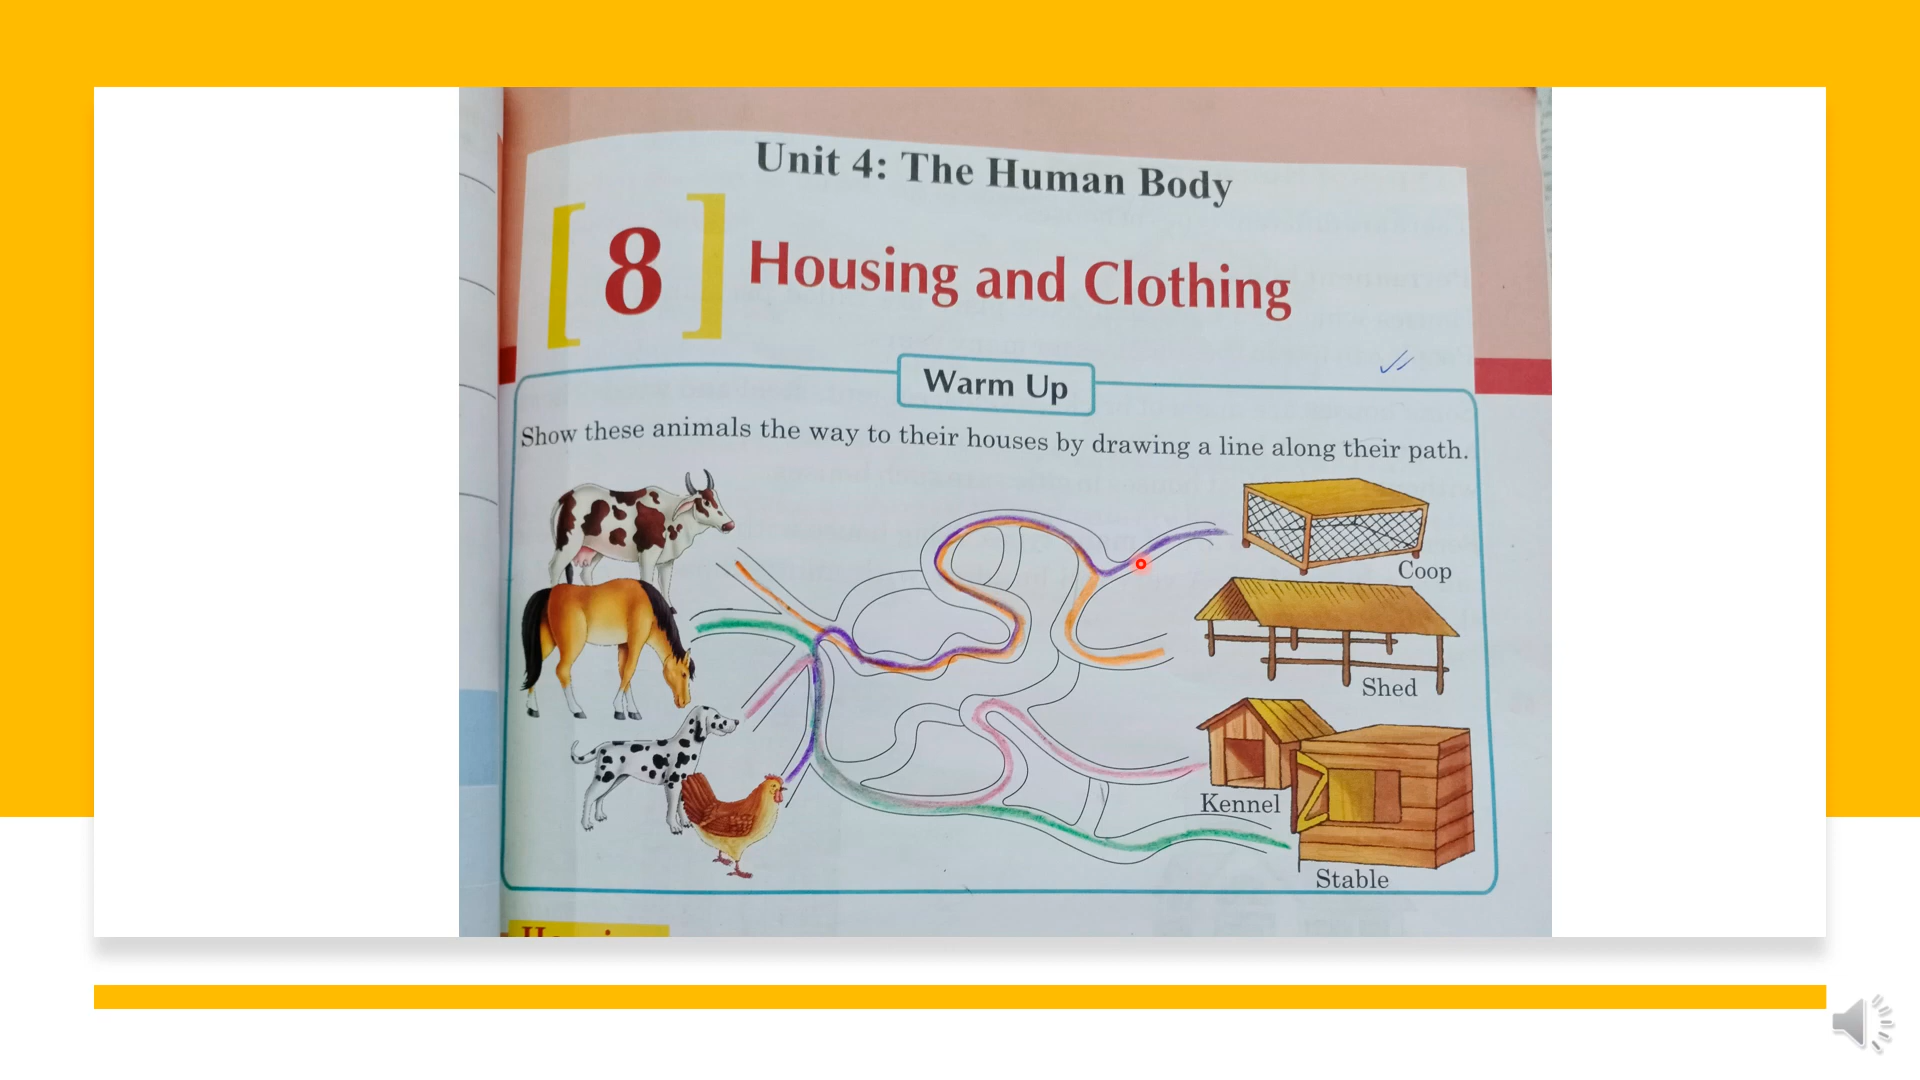 Unit 4: The Human Body
[8] Housing and Clothing
Warm Up
Show these animals the way to their houses by drawing a line along their path.
Coop
Shed
Kennel
Stable